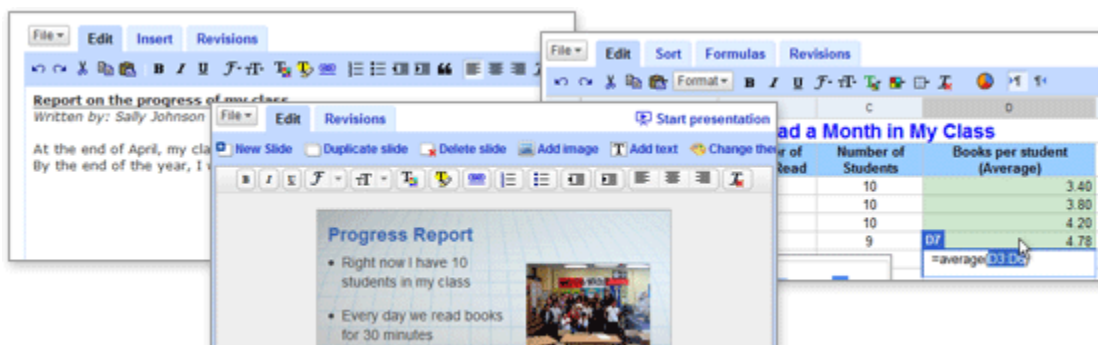 File
Edit
Insert
Revisions
B I U
Report on the progress of my class
Written by: Sally Johnson
At the end of April, my
By the end of the year, I
File
Edit
Revisions
Start presentation
New Slide
Duplicate slide
Delete slide
Add image
Add text
Change
Progress Report
• Right now I have 10
students in my class
• Every day we read books
for 30 minutes
File
Edit
Sort
Formulas
Revisions
Format
B I U
C
D
ad a Month in My Class
Number of
Students
Books per student
(Average)
10
3.40
10
3.80
10
4.20
9
4.78
D7
=average(D3:D6)